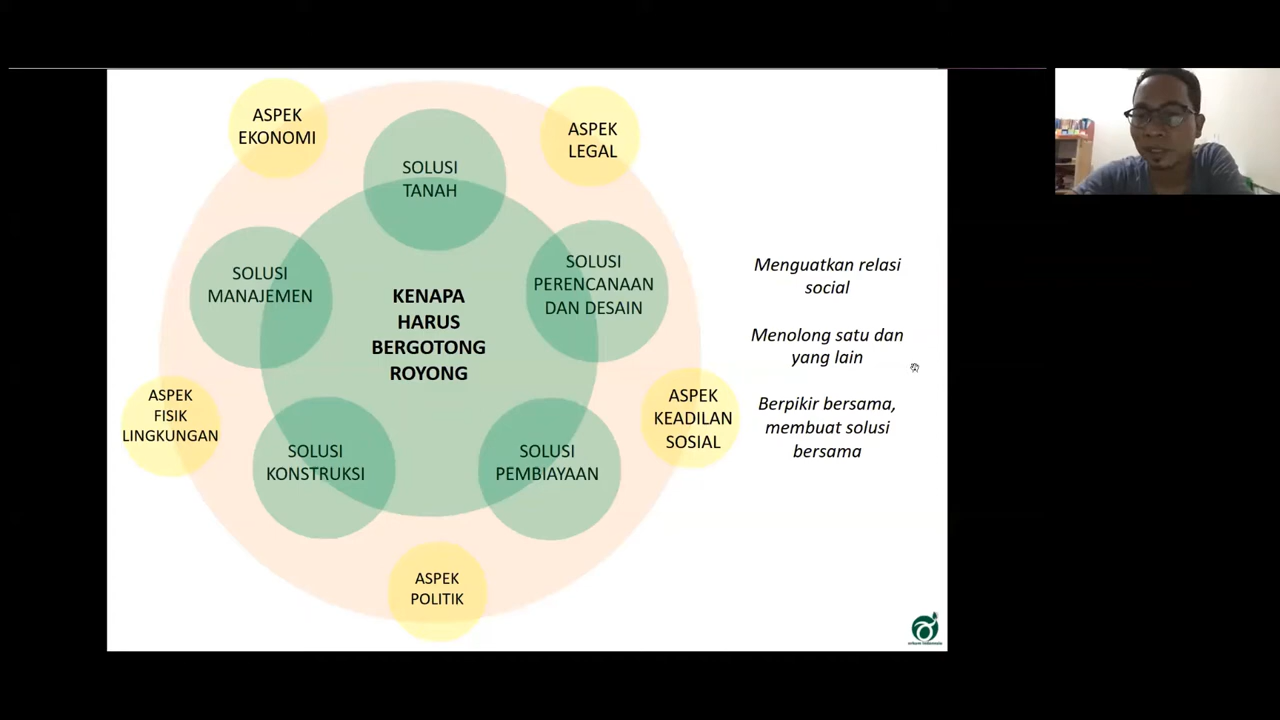 ASPEK
EKONOMI
ASPEK
LEGAL
SOLUSI
TANAH
SOLUSI
MANAJEMEN
SOLUSI
PERENCANAAN
DAN DESAIN
KENAPA
HARUS
BERGOTONG
ROYONG
ASPEK
FISIK
LINGKUNGAN
ASPEK
KEADILAN
SOSIAL
SOLUSI
KONSTRUKSI
SOLUSI
PEMBIAYAAN
ASPEK
POLITIK
Menguatkan relasi
social
Menolong satu dan
yang lain
Berpikir bersama,
membuat solusi
bersama